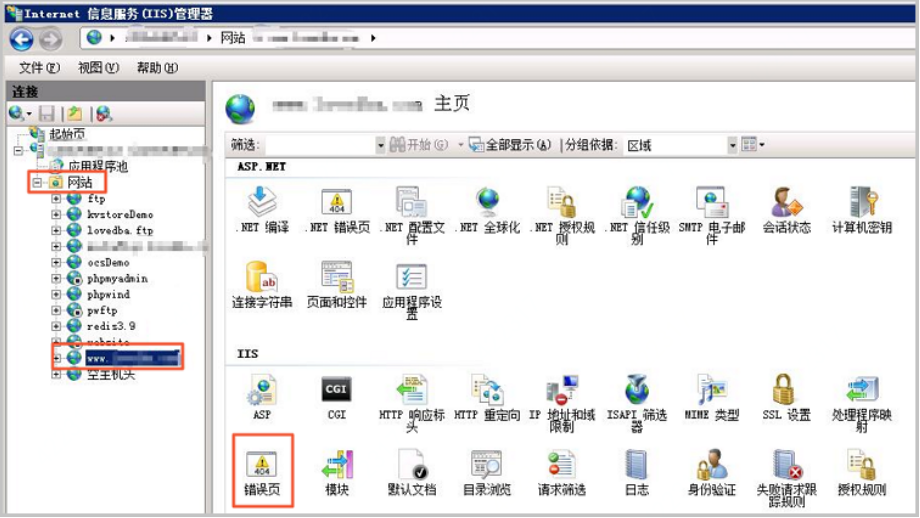 Internet 信息服务(IIS)管理器
网站
文件(F) 视图(V) 帮助(H)
连接
起始页
应用程序池
网站
ftp
kvstoreDemo
lovedba.ftp
ocsDemo
phpmyadmin
phpwind
pwftp
redis3.9
website
www.
空主机头
主页
筛选: 开始(G) 全部显示(A) 分组依据: 区域
ASP.NET
.NET 编译 .NET 错误页 .NET 配置文件 .NET 全球化 .NET 授权规则 .NET 信任级别 SMTP 电子邮件 会话状态 计算机密钥
连接字符串 页面和控件 应用程序设置
IIS
ASP CGI HTTP 响应标头 HTTP 重定向 IP 地址和域限制 ISAPI 筛选器 MIME 类型 SSL 设置 处理程序映射
错误页 模块 默认文档 目录浏览 请求筛选 日志 身份验证 失败请求跟踪规则 授权规则